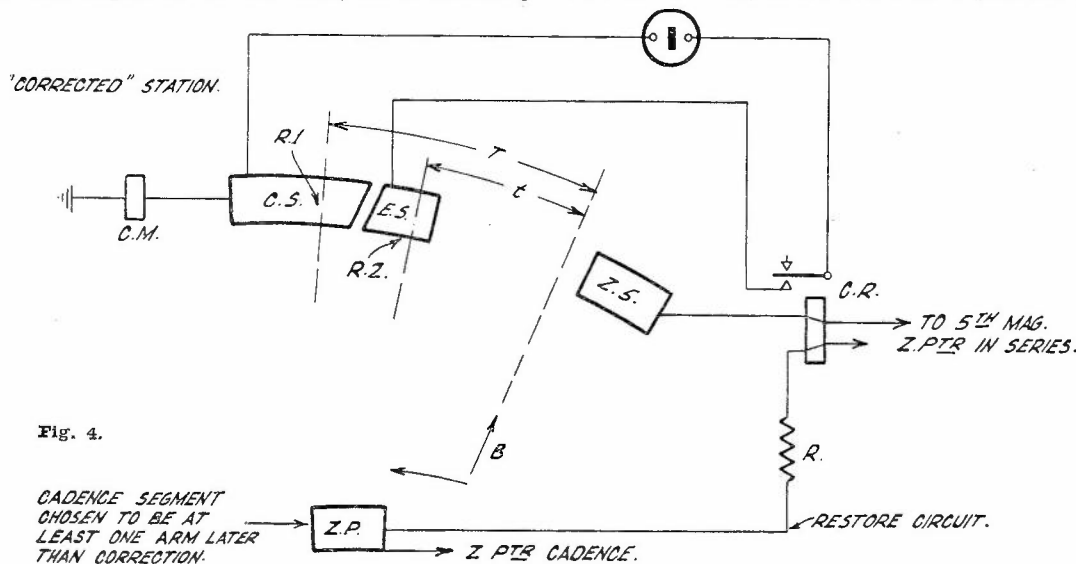 "CORRECTED" STATION.
R.1
T
t
C.S.
E.S.
C.M.
R.2.
Z.S.
C.R.
TO 5TH MAG.
Z.PTR IN SERIES.
Fig. 4.
B
R.
CADENCE SEGMENT
CHOSEN TO BE AT
LEAST ONE ARM LATER
THAN CORRECTION.
Z.P.
Z PTR CADENCE.
RESTORE CIRCUIT.